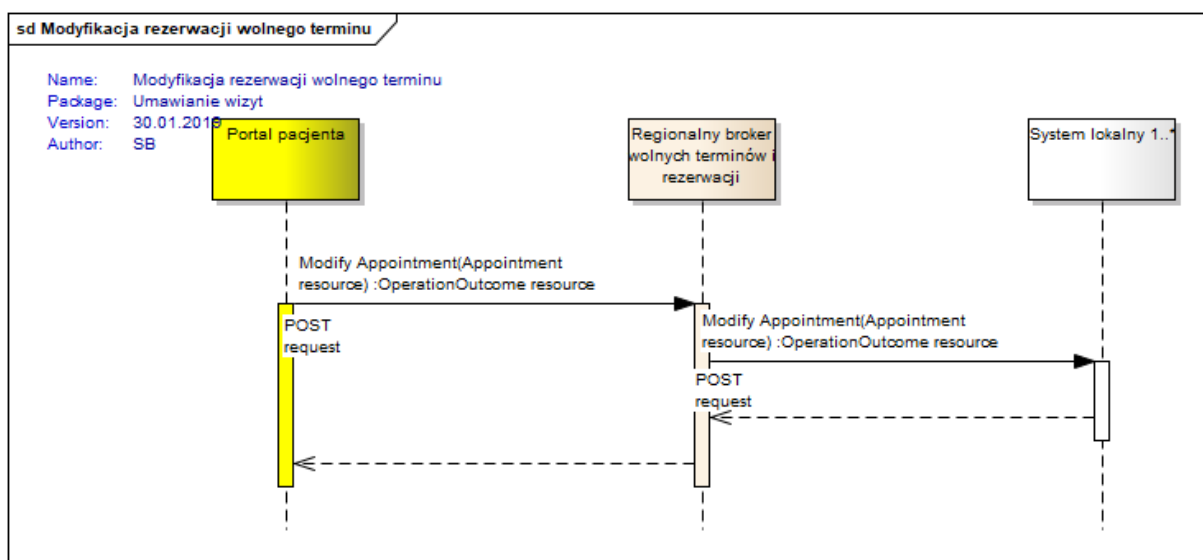 sd Modyfikacja rezerwacji wolnego terminu
Name: Modyfikacja rezerwacji wolnego terminu
Package: Umawianie wizyt
Version: 30.01.2019
Author: SB
Portal pacjenta
Regionalny broker
wolnych terminów i
rezerwacji
System lokalny 1..*
Modify Appointment(Appointment
resource) :OperationOutcome resource
POST
request
Modify Appointment(Appointment
resource) :OperationOutcome resource
POST
request